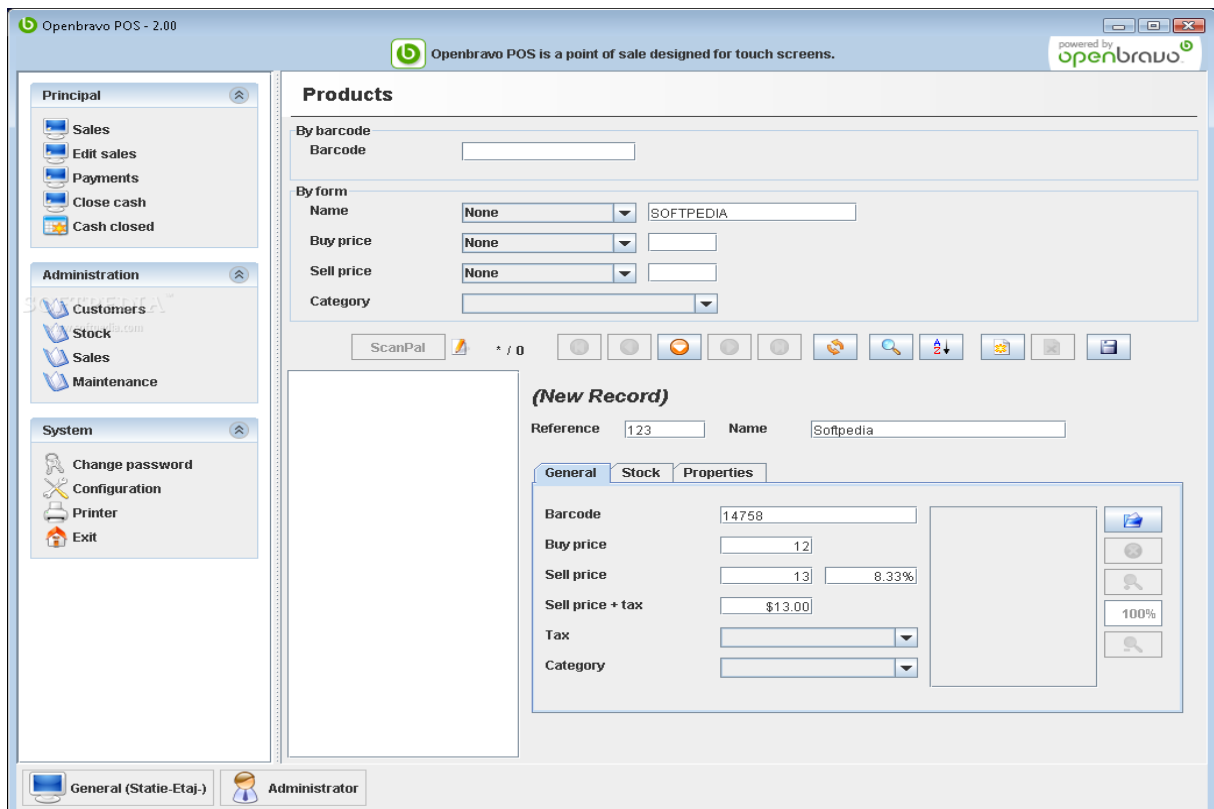 Openbravo POS - 2.00
Openbravo POS is a point of sale designed for touch screens.
powered by
openbravo
Principal
Sales
Edit sales
Payments
Close cash
Cash closed
Administration
Customers
Stock
Sales
Maintenance
SOFTPEDIA™
www.softpedia.com
System
Change password
Configuration
Printer
Exit
Products
By barcode
Barcode
By form
Name None SOFTPEDIA
Buy price None
Sell price None
Category
ScanPal * / 0
(New Record)
Reference 123 Name Softpedia
General Stock Properties
Barcode 14758
Buy price 12
Sell price 13 8.33%
Sell price + tax $13.00
Tax
Category
100%
General (Statie-Etaj-) Administrator